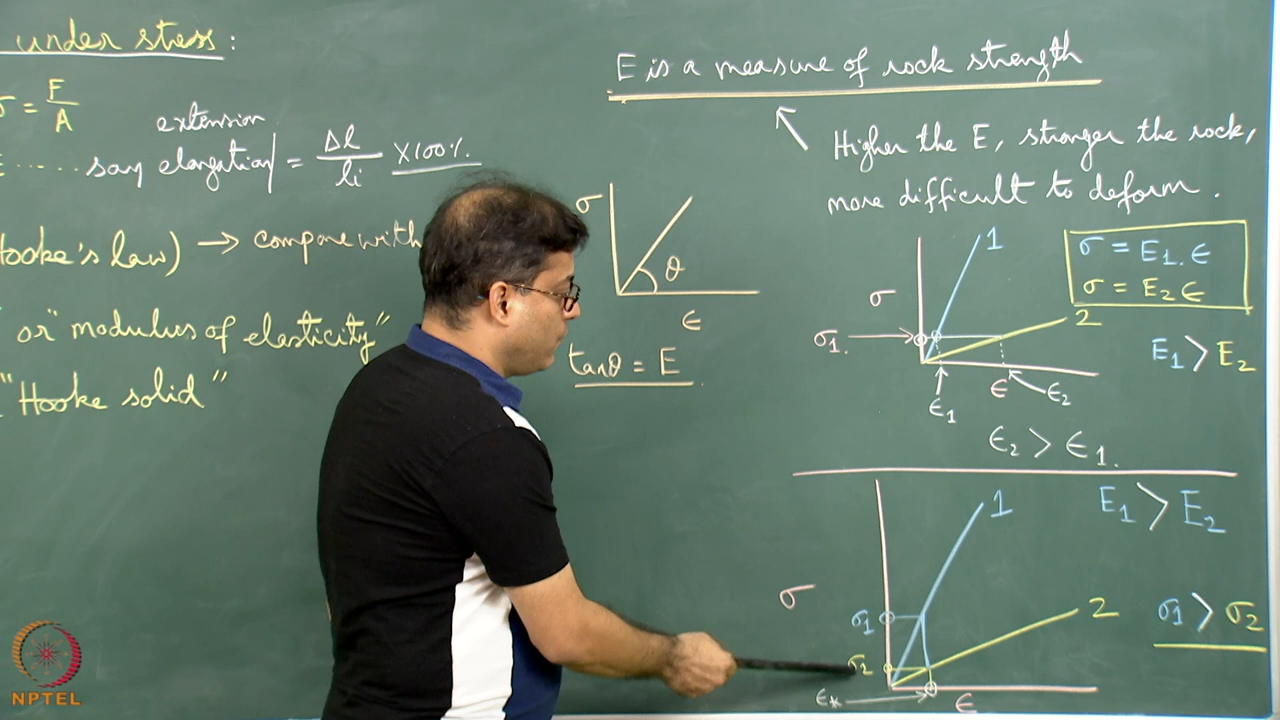 under stress :
σ = F/A
extension
..... say elongation/ = Δl/li ×100%
Hooke's law) → compare with
or "modulus of elasticity"
"Hooke solid"
E is a measure of rock strength
Higher the E, stronger the rock,
more difficult to deform.
σ
θ
ϵ
tanθ = E
1
σ
2
σ1.
ϵ
ϵ1
ϵ2
σ = E1.ϵ
σ = E2ϵ
E1 > E2
ϵ2 > ϵ1.
1
E1 > E2
σ
σ1
2
σ1 > σ2
σ2
ϵ*
ϵ
NPTEL